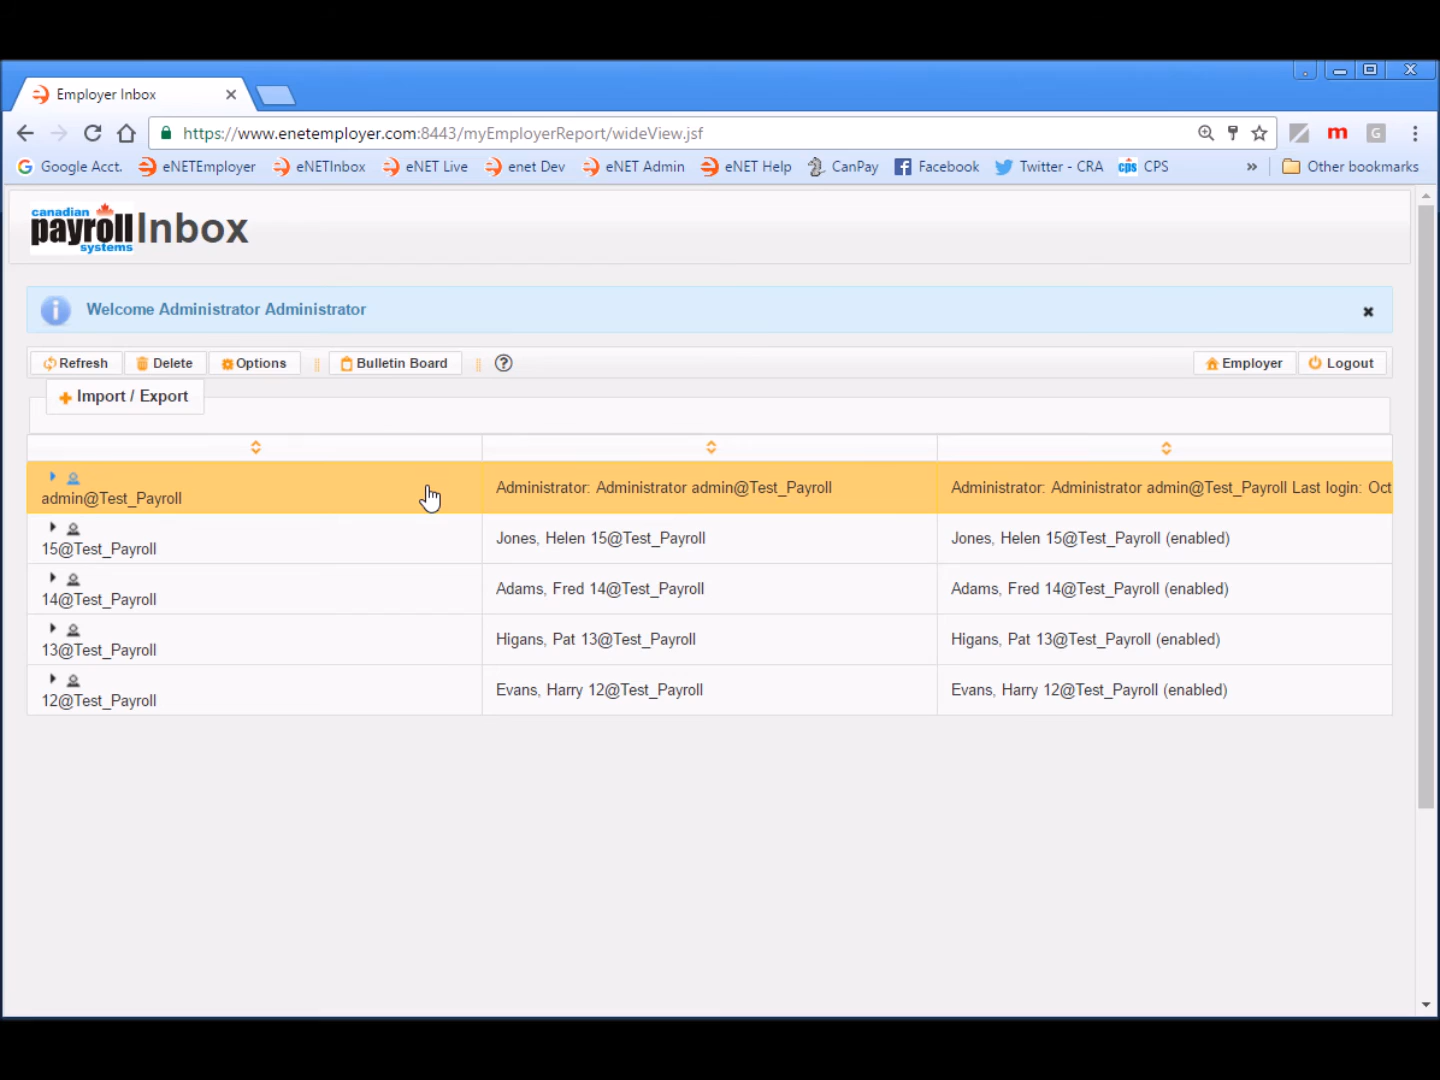 Employer Inbox
https://www.enetemployer.com:8443/myEmployerReport/wideView.jsf
m
G
Google Acct. eNETEmployer eNETInbox eNET Live enet Dev eNET Admin eNET Help CanPay Facebook Twitter - CRA cps CPS » Other bookmarks
canadian
payroll Inbox
systems
Welcome Administrator Administrator
Refresh Delete Options Bulletin Board ? Employer Logout
Import / Export
admin@Test_Payroll Administrator: Administrator admin@Test_Payroll Administrator: Administrator admin@Test_Payroll Last login: Oct
15@Test_Payroll Jones, Helen 15@Test_Payroll Jones, Helen 15@Test_Payroll (enabled)
14@Test_Payroll Adams, Fred 14@Test_Payroll Adams, Fred 14@Test_Payroll (enabled)
13@Test_Payroll Higans, Pat 13@Test_Payroll Higans, Pat 13@Test_Payroll (enabled)
12@Test_Payroll Evans, Harry 12@Test_Payroll Evans, Harry 12@Test_Payroll (enabled)